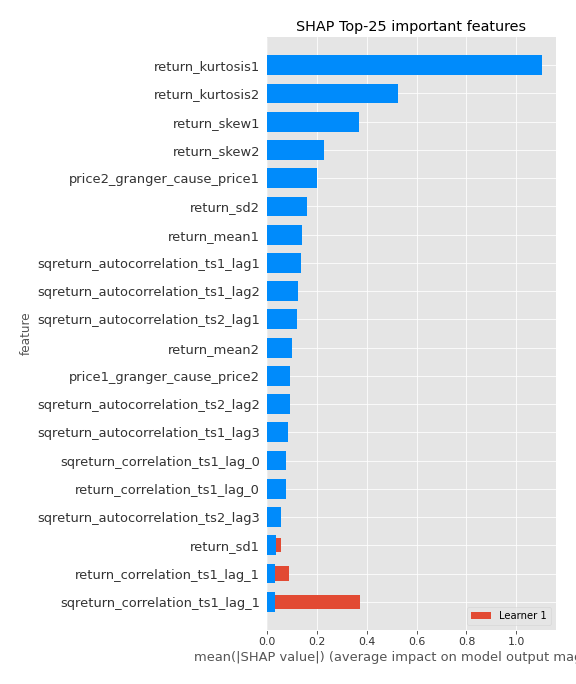 SHAP Top-25 important features
return_kurtosis1
return_kurtosis2
return_skew1
return_skew2
price2_granger_cause_price1
return_sd2
return_mean1
sqreturn_autocorrelation_ts1_lag1
sqreturn_autocorrelation_ts1_lag2
sqreturn_autocorrelation_ts2_lag1
return_mean2
price1_granger_cause_price2
sqreturn_autocorrelation_ts2_lag2
sqreturn_autocorrelation_ts1_lag3
sqreturn_correlation_ts1_lag_0
return_correlation_ts1_lag_0
sqreturn_autocorrelation_ts2_lag3
return_sd1
return_correlation_ts1_lag_1
sqreturn_correlation_ts1_lag_1
feature
Learner 1
0.0 0.2 0.4 0.6 0.8 1.0
mean(|SHAP value|) (average impact on model output mag